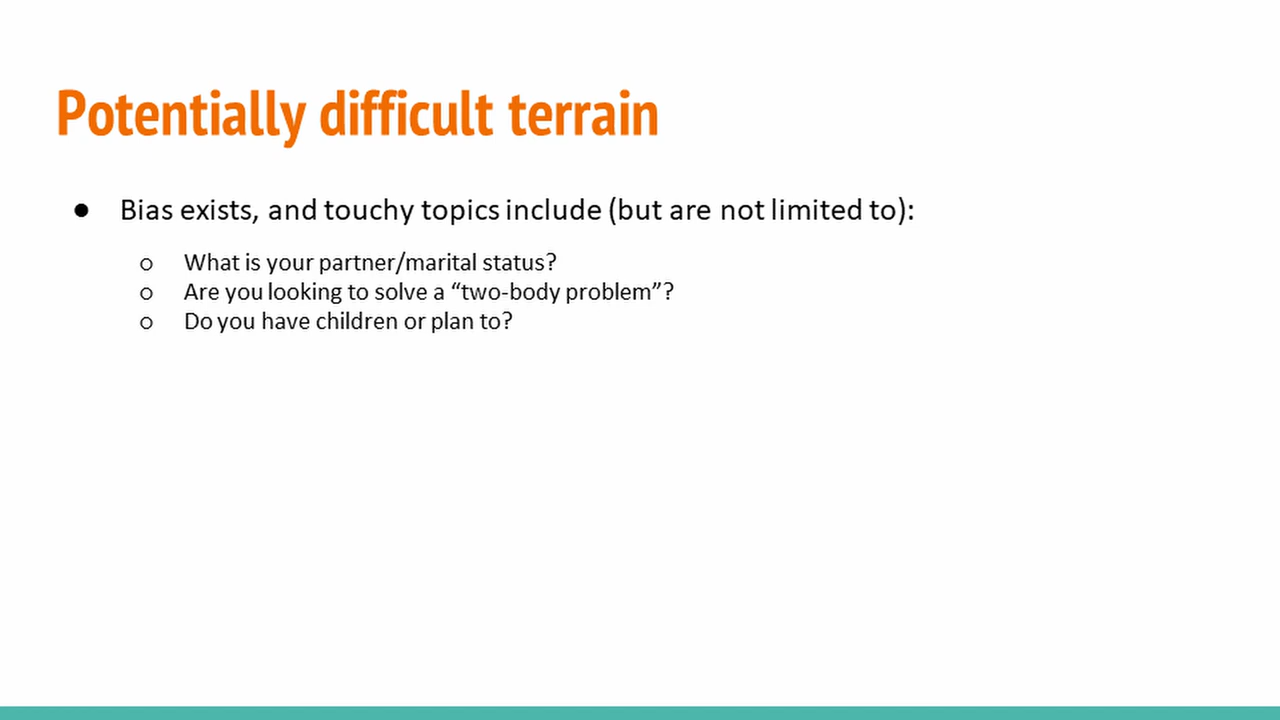 Potentially difficult terrain
● Bias exists, and touchy topics include (but are not limited to):
○ What is your partner/marital status?
○ Are you looking to solve a “two-body problem”?
○ Do you have children or plan to?